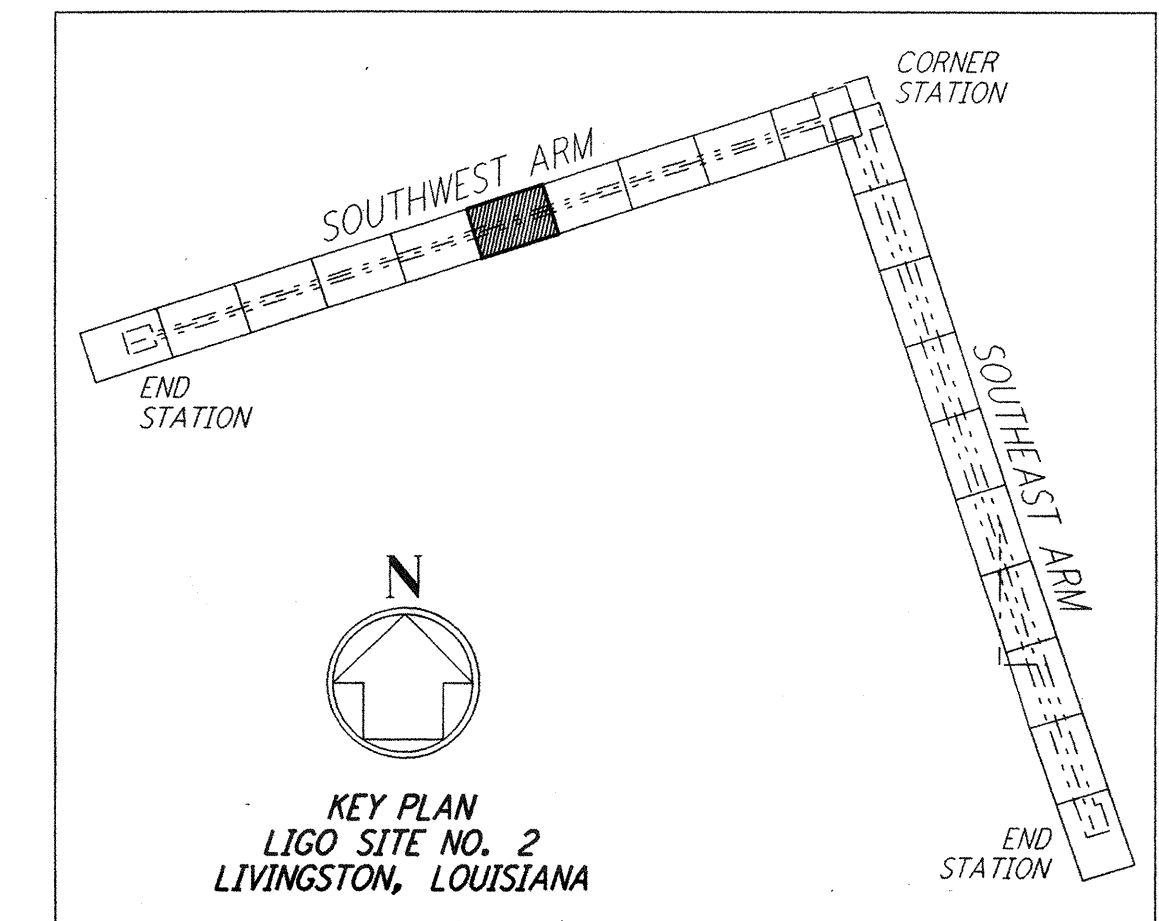 CORNER
STATION
SOUTHWEST ARM
END
STATION
SOUTHEAST ARM
N
KEY PLAN
LIGO SITE NO. 2
LIVINGSTON, LOUISIANA
END
STATION